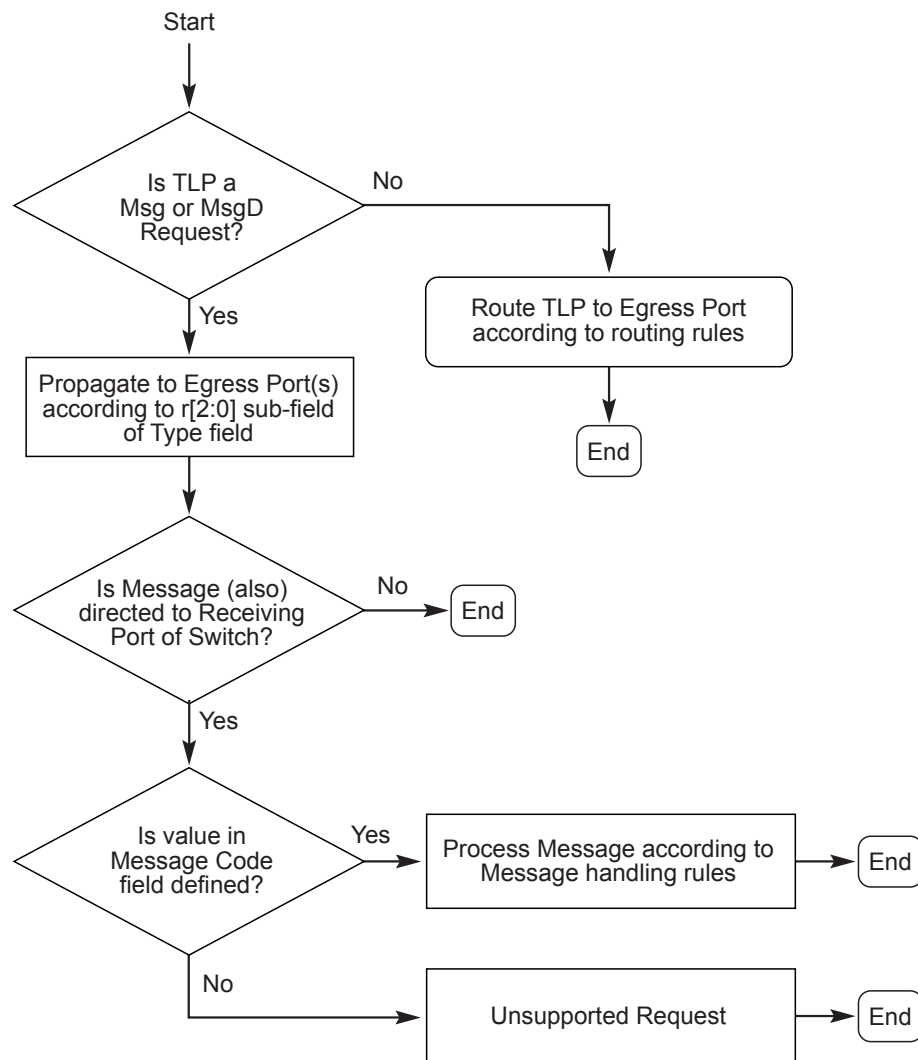 Start
Is TLP a
Msg or MsgD
Request?
No
Yes
Route TLP to Egress Port
according to routing rules
End
Propagate to Egress Port(s)
according to r[2:0] sub-field
of Type field
Is Message (also)
directed to Receiving
Port of Switch?
No
End
Yes
Is value in
Message Code
field defined?
Yes
Process Message according to
Message handling rules
End
No
Unsupported Request
End